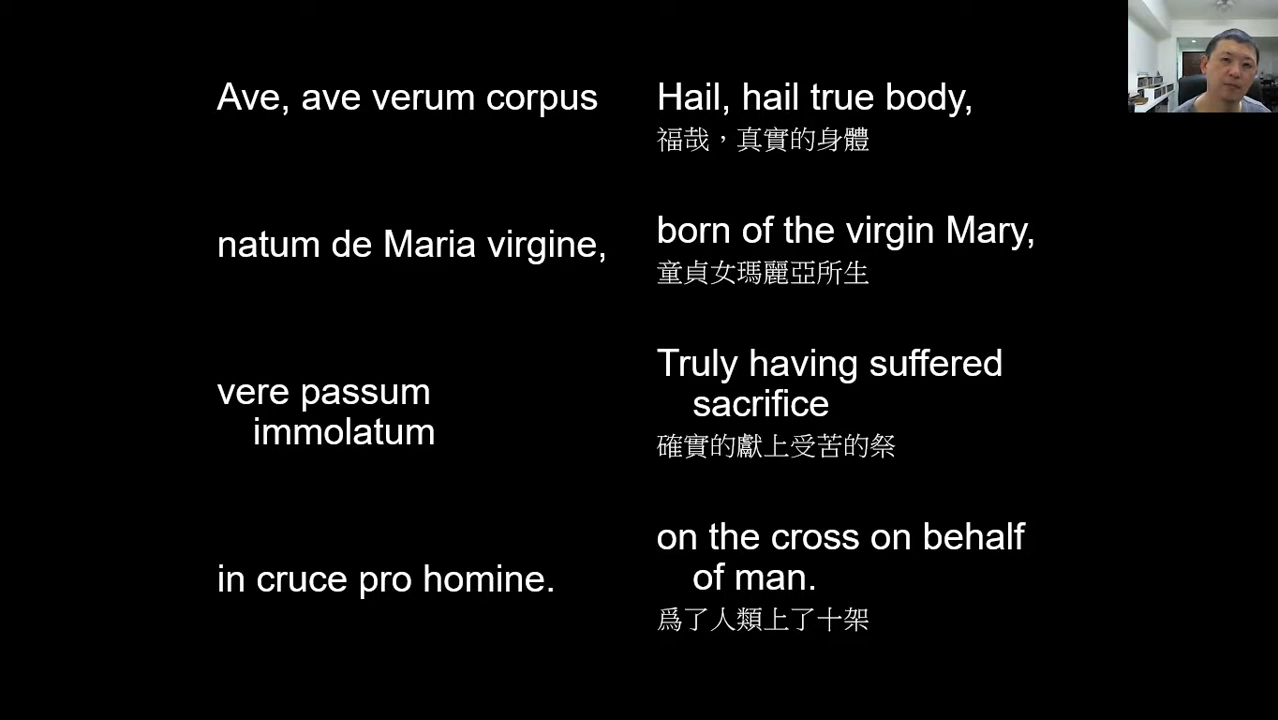 Ave, ave verum corpus
Hail, hail true body,
福哉，真實的身體
natum de Maria virgine,
born of the virgin Mary,
童貞女瑪麗亞所生
vere passum
immolatum
Truly having suffered
sacrifice
確實的獻上受苦的祭
in cruce pro homine.
on the cross on behalf
of man.
爲了人類上了十架